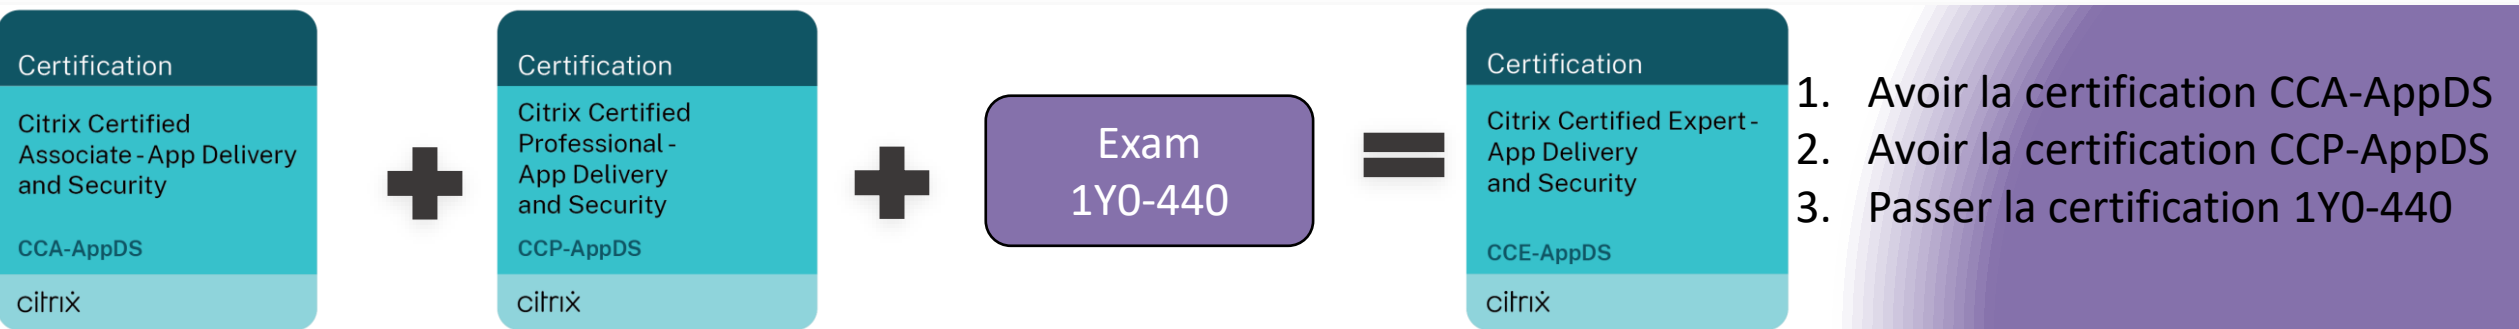 Certification
Citrix Certified
Associate - App Delivery
and Security
CCA-AppDS
citrix
Certification
Citrix Certified
Professional -
App Delivery
and Security
CCP-AppDS
citrix
Exam
1Y0-440
Certification
Citrix Certified Expert -
App Delivery
and Security
CCE-AppDS
citrix
1. Avoir la certification CCA-AppDS
2. Avoir la certification CCP-AppDS
3. Passer la certification 1Y0-440